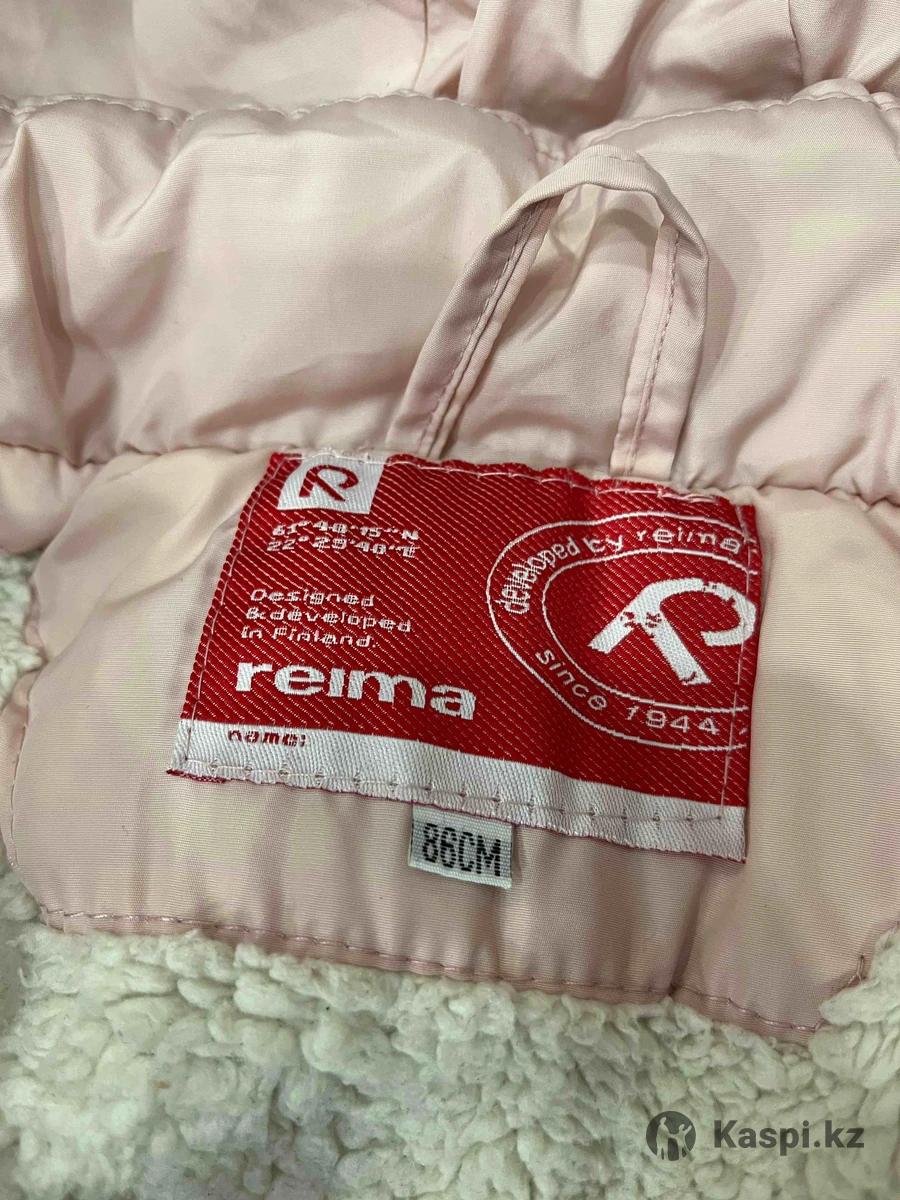 R
61°48'15"N
22°29'40"E
Designed
& developed
in Finland.
reima
name:
developed by reima
R
since 1944
86CM
Kaspi.kz